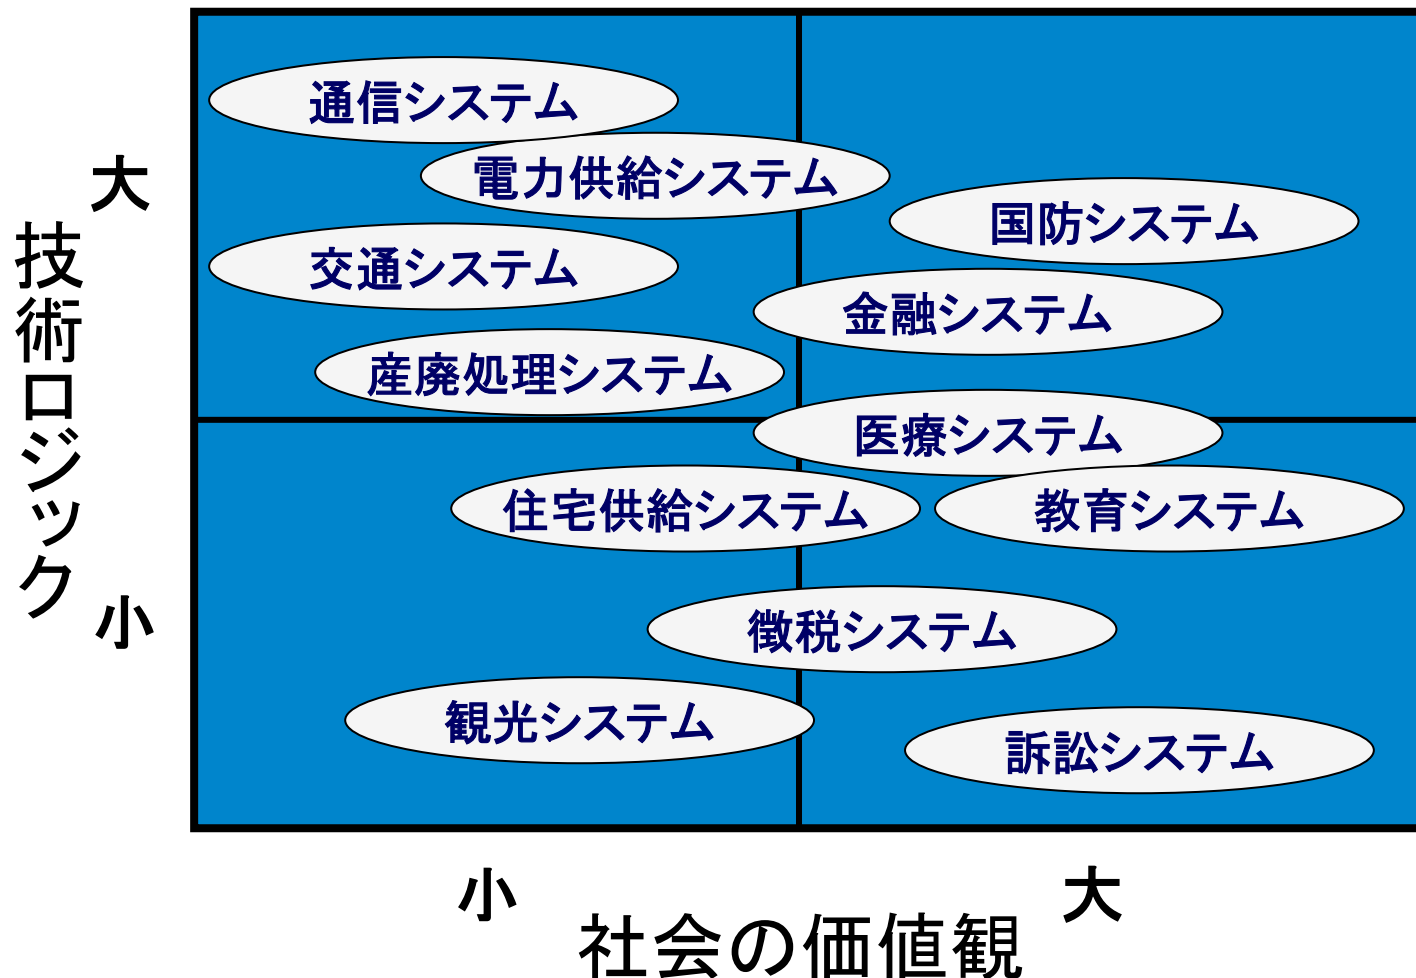 通信システム
電力供給システム
大
国防システム
技術ロジック
交通システム
金融システム
産廃処理システム
医療システム
住宅供給システム
教育システム
小
徴税システム
観光システム
訴訟システム
小
大
社会の価値観